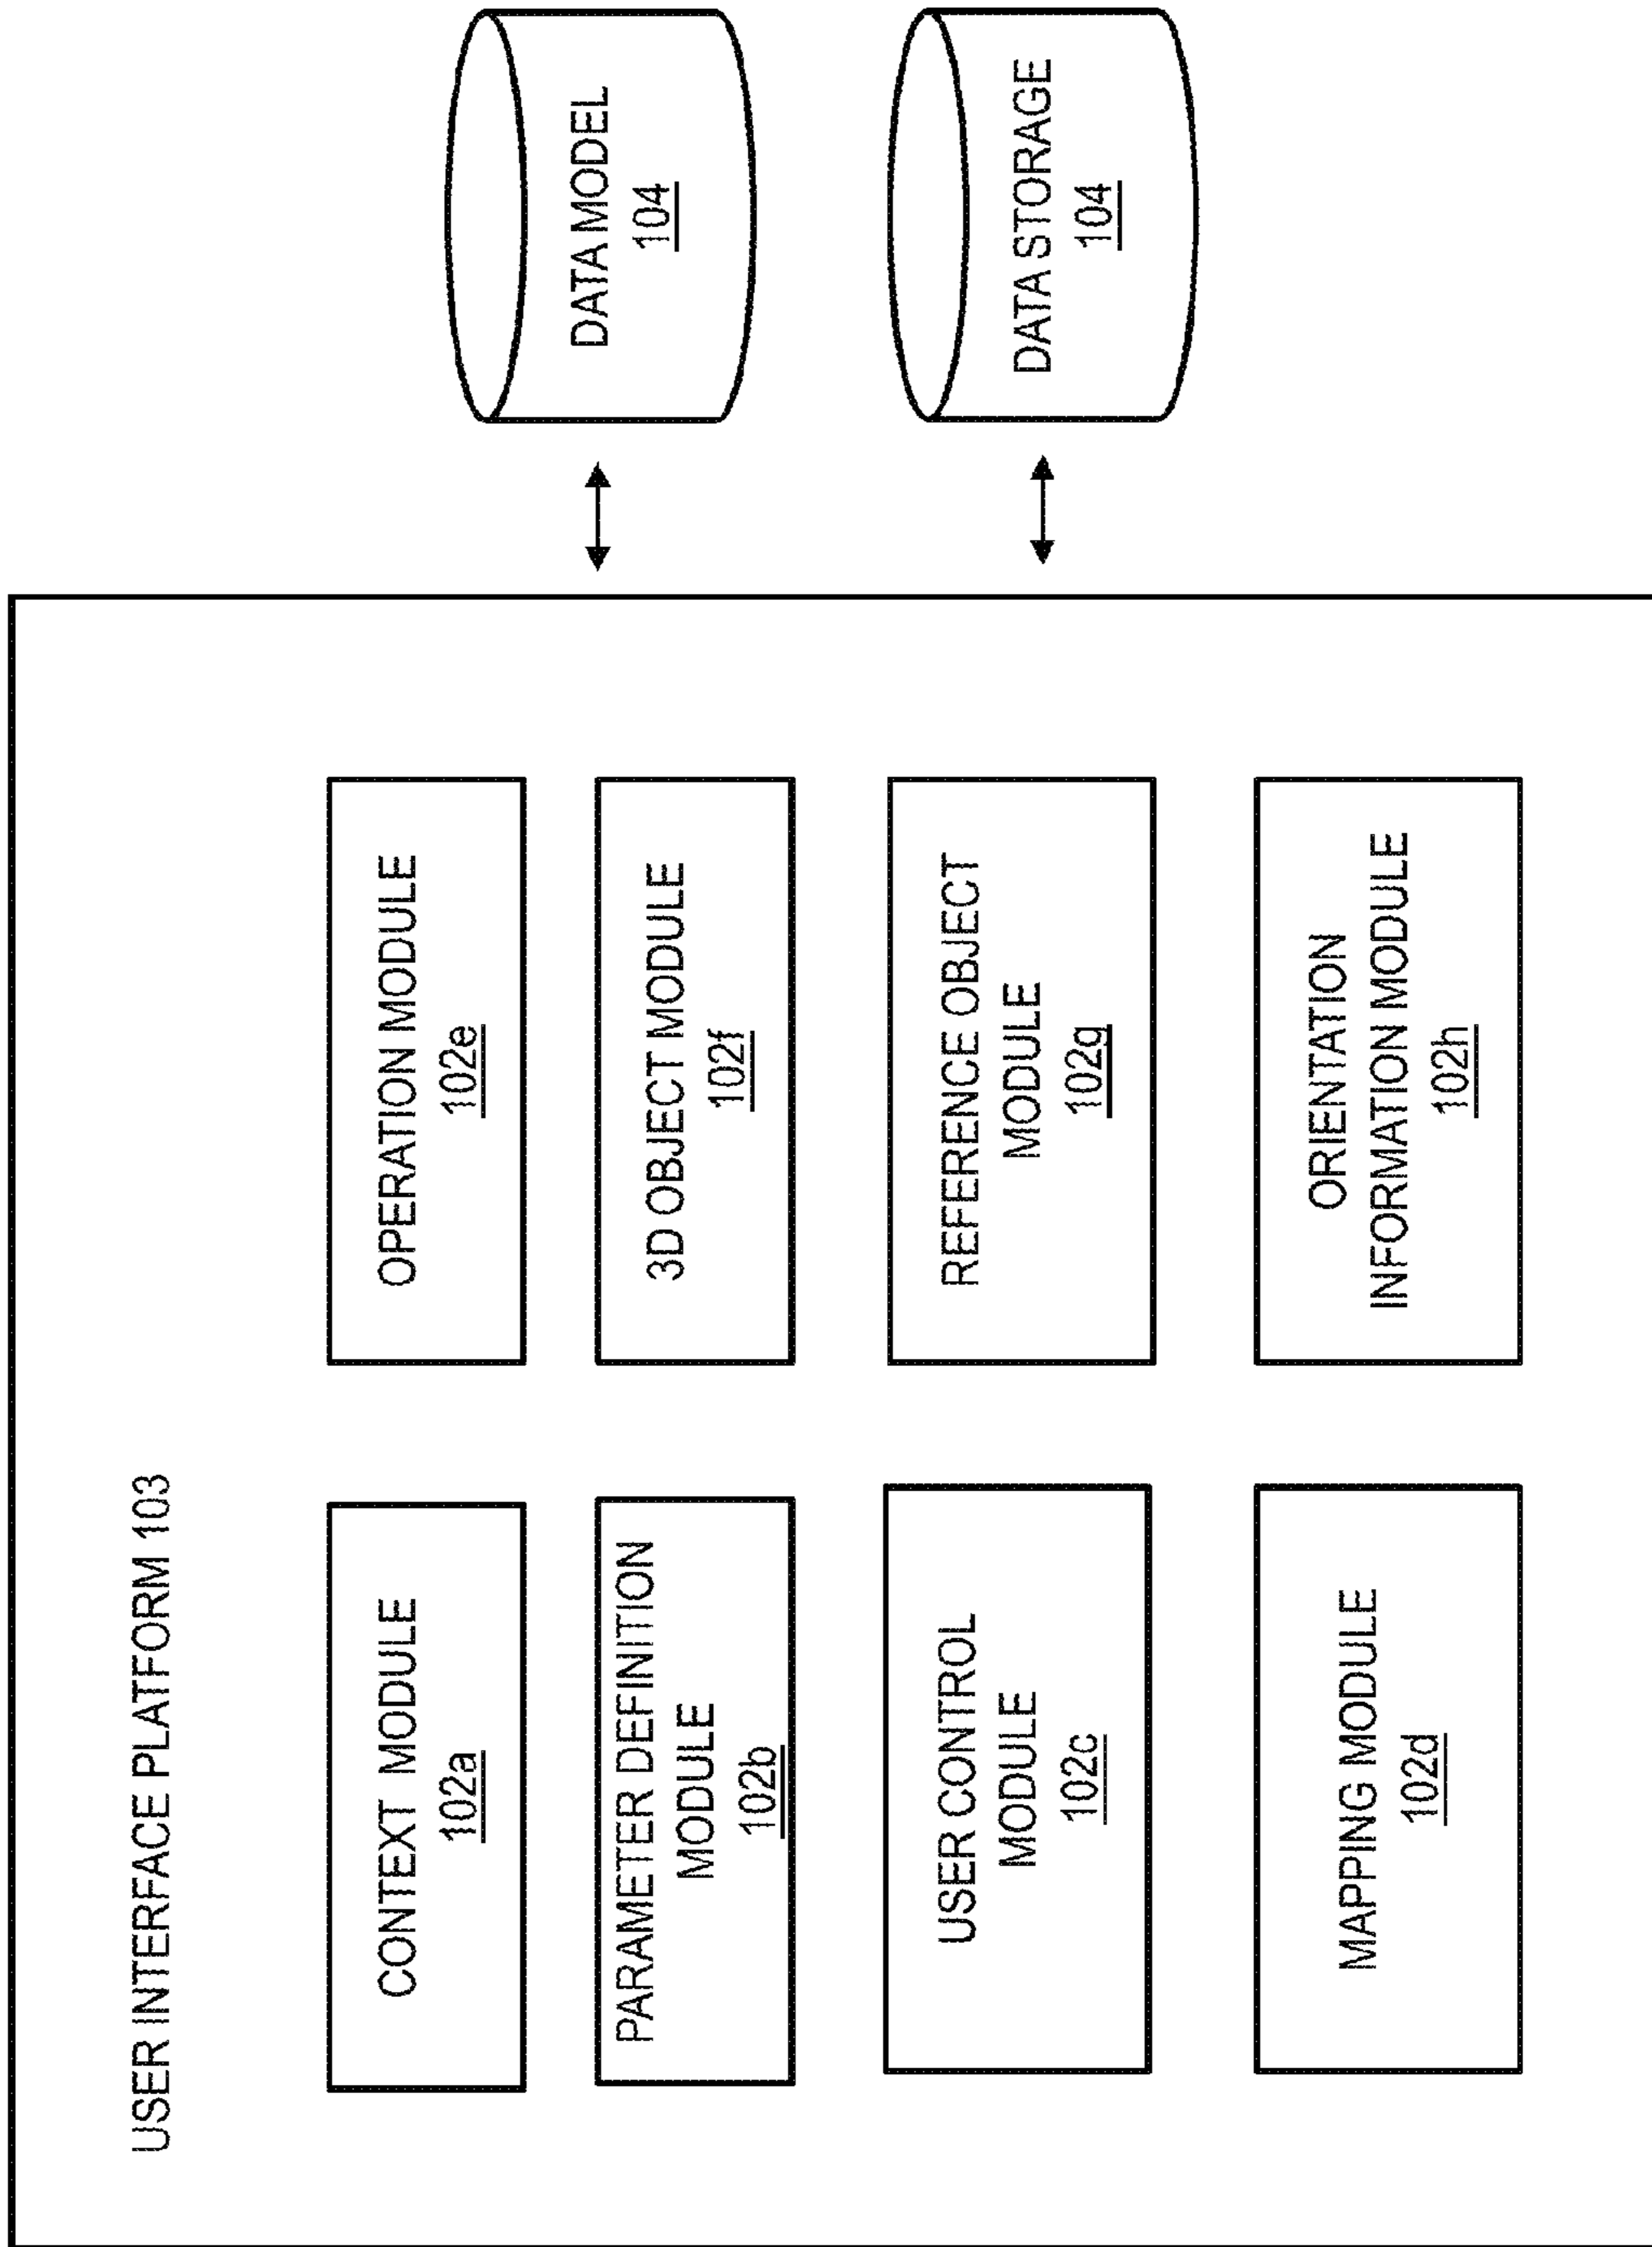 USER INTERFACE PLATFORM 103
CONTEXT MODULE
102a
PARAMETER DEFINITION
MODULE
102b
USER CONTROL
MODULE
102c
MAPPING MODULE
102d
OPERATION MODULE
102e
3D OBJECT MODULE
102f
REFERENCE OBJECT
MODULE
102g
ORIENTATION
INFORMATION MODULE
102h
DATA MODEL
104
DATA STORAGE
104